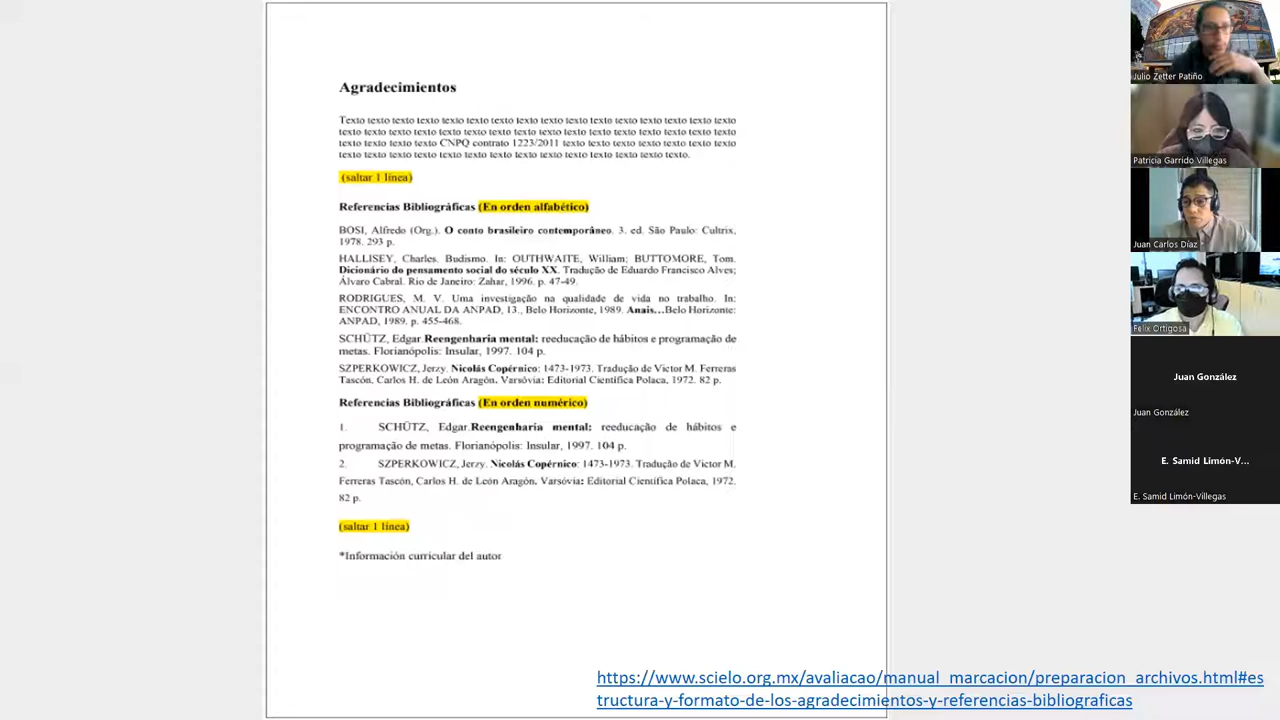 Agradecimientos
Texto texto texto texto texto texto texto texto texto texto texto texto texto texto texto texto
texto texto texto texto texto texto texto texto texto texto texto texto texto texto texto texto
texto texto texto texto CNPQ contrato 1223/2011 texto texto texto texto texto texto texto
texto texto texto texto texto texto texto texto texto texto texto texto texto texto.
(saltar 1 línea)
Referencias Bibliográficas (En orden alfabético)
BOSI, Alfredo (Org.). O conto brasileiro contemporâneo. 3. ed. São Paulo: Cultrix,
1978. 293 p.
HALLISEY, Charles. Budismo. In: OUTHWAITE, William; BUTTOMORE, Tom.
Dicionário do pensamento social do século XX. Tradução de Eduardo Francisco Alves;
Álvaro Cabral. Rio de Janeiro: Zahar, 1996. p. 47-49.
RODRIGUES, M. V. Uma investigação na qualidade de vida no trabalho. In:
ENCONTRO ANUAL DA ANPAD, 13., Belo Horizonte, 1989. Anais...Belo Horizonte:
ANPAD, 1989. p. 455-468.
SCHÜTZ, Edgar.Reengenharia mental: reeducação de hábitos e programação de
metas. Florianópolis: Insular, 1997. 104 p.
SZPERKOWICZ, Jerzy. Nicolás Copérnico: 1473-1973. Tradução de Victor M. Ferreras
Tascón, Carlos H. de León Aragón. Varsóvia: Editorial Científica Polaca, 1972. 82 p.
Referencias Bibliográficas (En orden numérico)
1. SCHÜTZ, Edgar.Reengenharia mental: reeducação de hábitos e
programação de metas. Florianópolis: Insular, 1997. 104 p.
2. SZPERKOWICZ, Jerzy. Nicolás Copérnico: 1473-1973. Tradução de Victor M.
Ferreras Tascón, Carlos H. de León Aragón. Varsóvia: Editorial Científica Polaca, 1972.
82 p.
(saltar 1 línea)
*Información curricular del autor
https://www.scielo.org.mx/avaliacao/manual_marcacion/preparacion_archivos.html#es
tructura-y-formato-de-los-agradecimientos-y-referencias-bibliograficas
Julio Zetter Patiño
Patricia Garrido Villegas
Juan Carlos Díaz
Felix Ortigosa
Juan González
Juan González
E. Samid Limón-V...
E. Samid Limón-Villegas